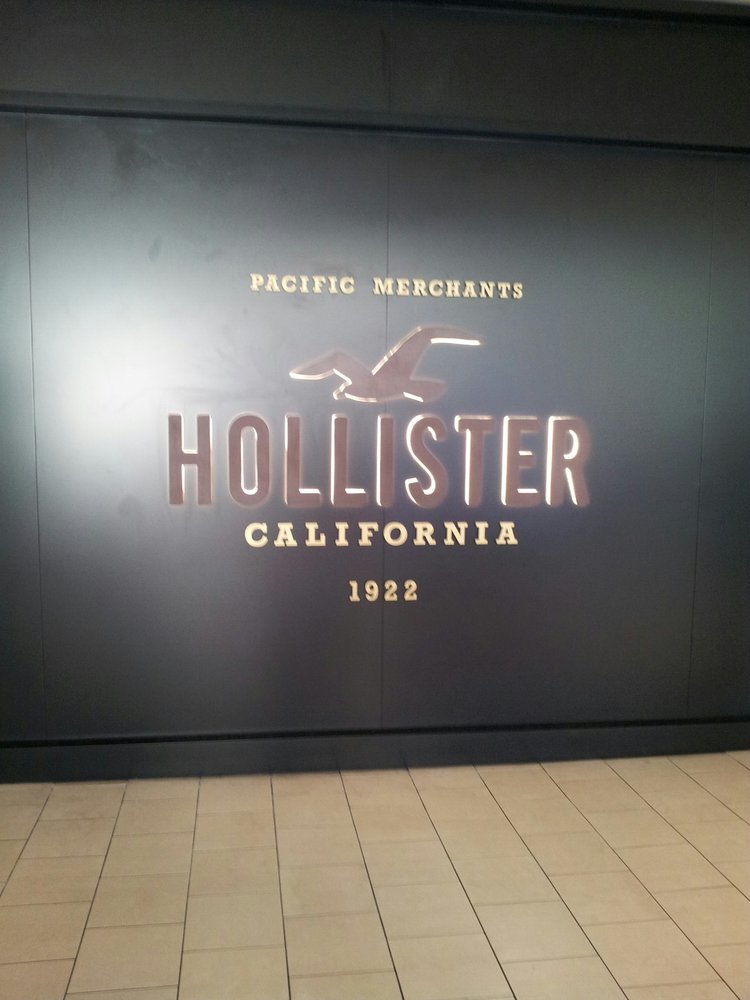 PACIFIC MERCHANTS
HOLLISTER
CALIFORNIA
1922